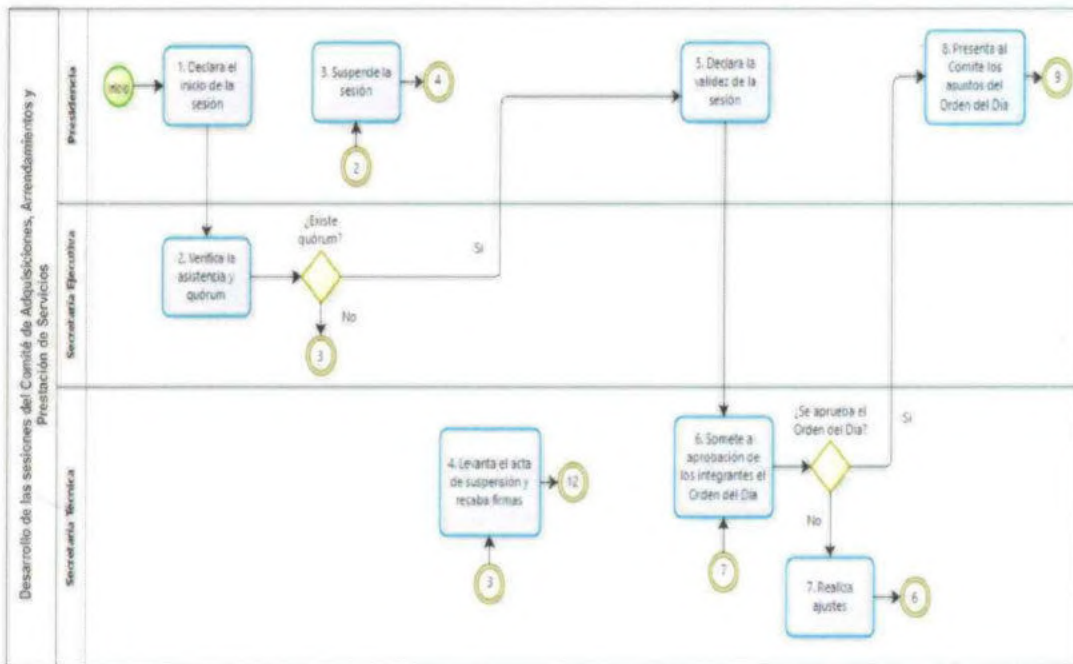 Desarrollo de las sesiones del Comité de Adquisiciones, Arrendamientos y
Prestación de Servicios
Presidencia
Inicio
1. Declara el
inicio de la
sesión
3. Suspende la
sesión
4
2
5. Declara la
validez de la
sesión
8. Presenta al
Comité los
asuntos del
Orden del Día
9
Secretaría Ejecutiva
2. Verifica la
asistencia y
quórum
¿Existe
quórum?
Si
No
3
Secretaría Técnica
4. Levanta el acta
de suspensión y
recaba firmas
12
3
6. Somete a
aprobación de
los integrantes el
Orden del Día
7
¿Se aprueba el
Orden del Día?
Si
No
7. Realiza
ajustes
6